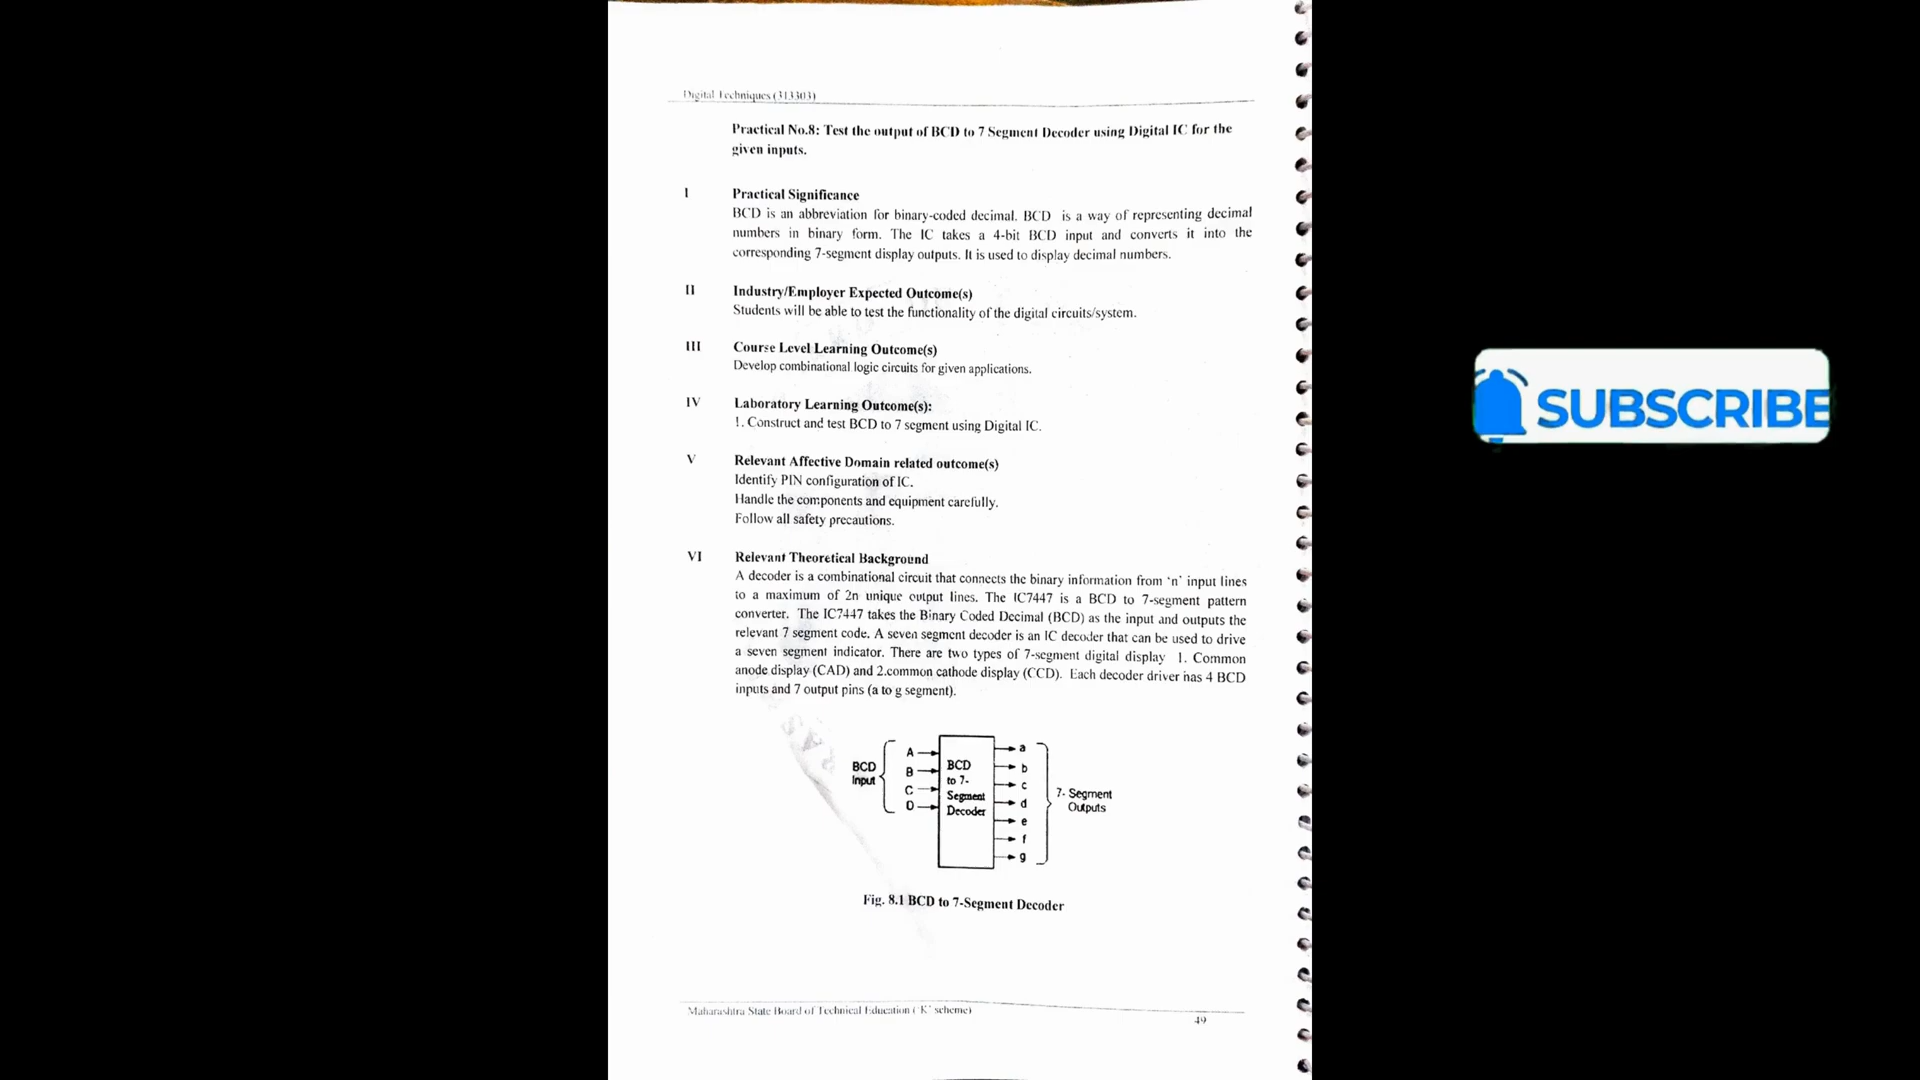 Digital Techniques (313303)
Practical No.8: Test the output of BCD to 7 Segment Decoder using Digital IC for the
given inputs.
I Practical Significance
BCD is an abbreviation for binary-coded decimal. BCD is a way of representing decimal
numbers in binary form. The IC takes a 4-bit BCD input and converts it into the
corresponding 7-segment display outputs. It is used to display decimal numbers.
II Industry/Employer Expected Outcome(s)
Students will be able to test the functionality of the digital circuits/system.
III Course Level Learning Outcome(s)
Develop combinational logic circuits for given applications.
IV Laboratory Learning Outcome(s):
1. Construct and test BCD to 7 segment using Digital IC.
V Relevant Affective Domain related outcome(s)
Identify PIN configuration of IC.
Handle the components and equipment carefully.
Follow all safety precautions.
VI Relevant Theoretical Background
A decoder is a combinational circuit that connects the binary information from 'n' input lines
to a maximum of 2n unique output lines. The IC7447 is a BCD to 7-segment pattern
converter. The IC7447 takes the Binary Coded Decimal (BCD) as the input and outputs the
relevant 7 segment code. A seven segment decoder is an IC decoder that can be used to drive
a seven segment indicator. There are two types of 7-segment digital display 1. Common
anode display (CAD) and 2.common cathode display (CCD). Each decoder driver has 4 BCD
inputs and 7 output pins (a to g segment).
BCD
Input
A
B
C
D
BCD
to 7-
Segment
Decoder
a
b
c
d
e
f
g
7- Segment
Outputs
Fig. 8.1 BCD to 7-Segment Decoder
Maharashtra State Board of Technical Education ('K' scheme)
49
SUBSCRIBE